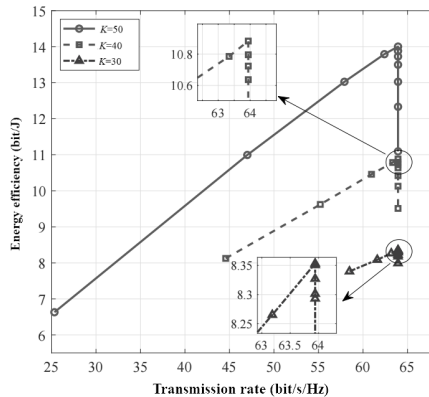 15
14
13
12
11
10
9
8
7
6
Energy efficiency (bit/J)
K=50
K=40
K=30
10.8
10.6
63 64
8.35
8.3
8.25
63 63.5 64
25 30 35 40 45 50 55 60 65 70
Transmission rate (bit/s/Hz)